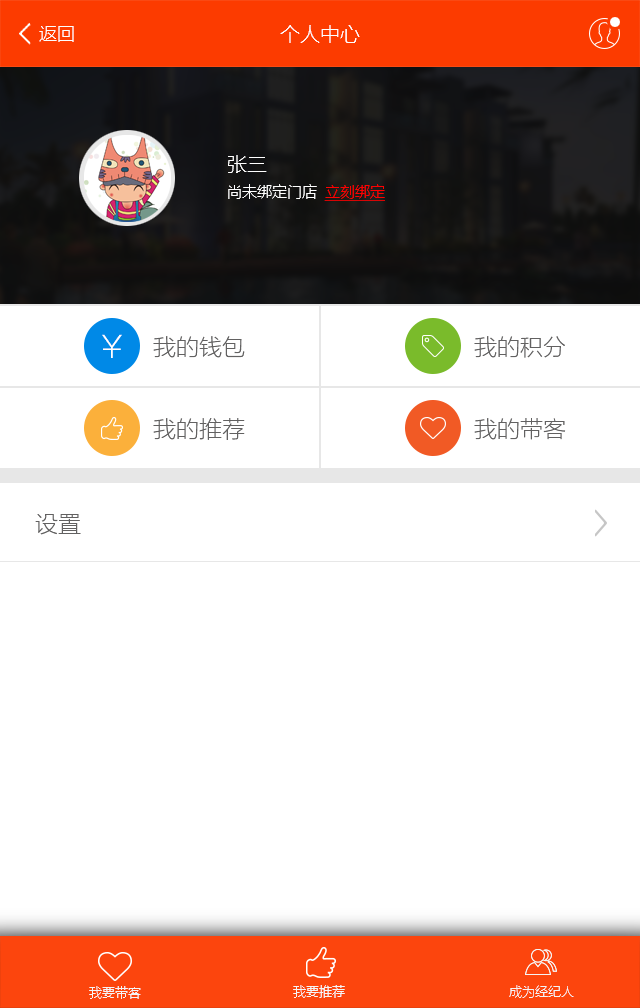 返回
个人中心
张三
尚未绑定门店 立刻绑定
我的钱包
我的积分
我的推荐
我的带客
设置
我要带客
我要推荐
成为经纪人